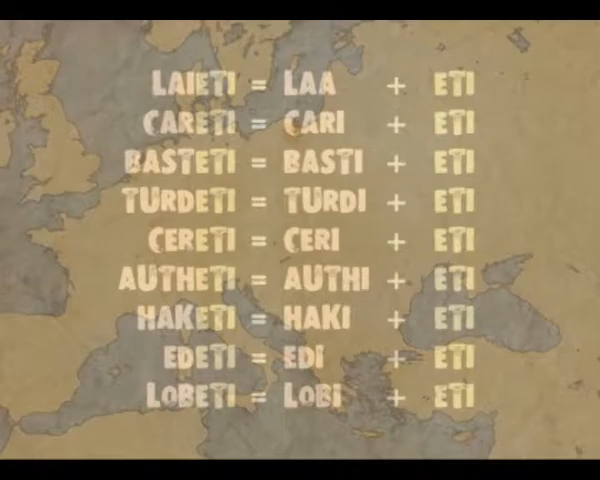 LAIETI = LAA + ETI
CARETI = CARI + ETI
BASTETI = BASTI + ETI
TURDETI = TURDI + ETI
CERETI = CERI + ETI
AUTHETI = AUTHI + ETI
HAKETI = HAKI + ETI
EDETI = EDI + ETI
LOBETI = LOBI + ETI